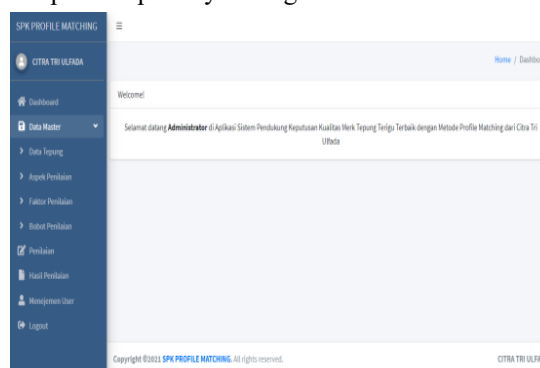 SPK PROFILE MATCHING
CITRA TRI ULFADA
Dashboard
Data Master
Data Tepung
Aspek Penilaian
Faktor Penilaian
Bobot Penilaian
Penilaian
Hasil Penilaian
Menejemen User
Logout
Home / Dashbo
Welcome!
Selamat datang Administrator di Aplikasi Sistem Pendukung Keputusan Kualitas Merk Tepung Terigu Terbaik dengan Metode Profile Matching dari Citra Tri
Ulfada
Copyright ©2021 SPK PROFILE MATCHING. All rights reserved.
CITRA TRI ULFA